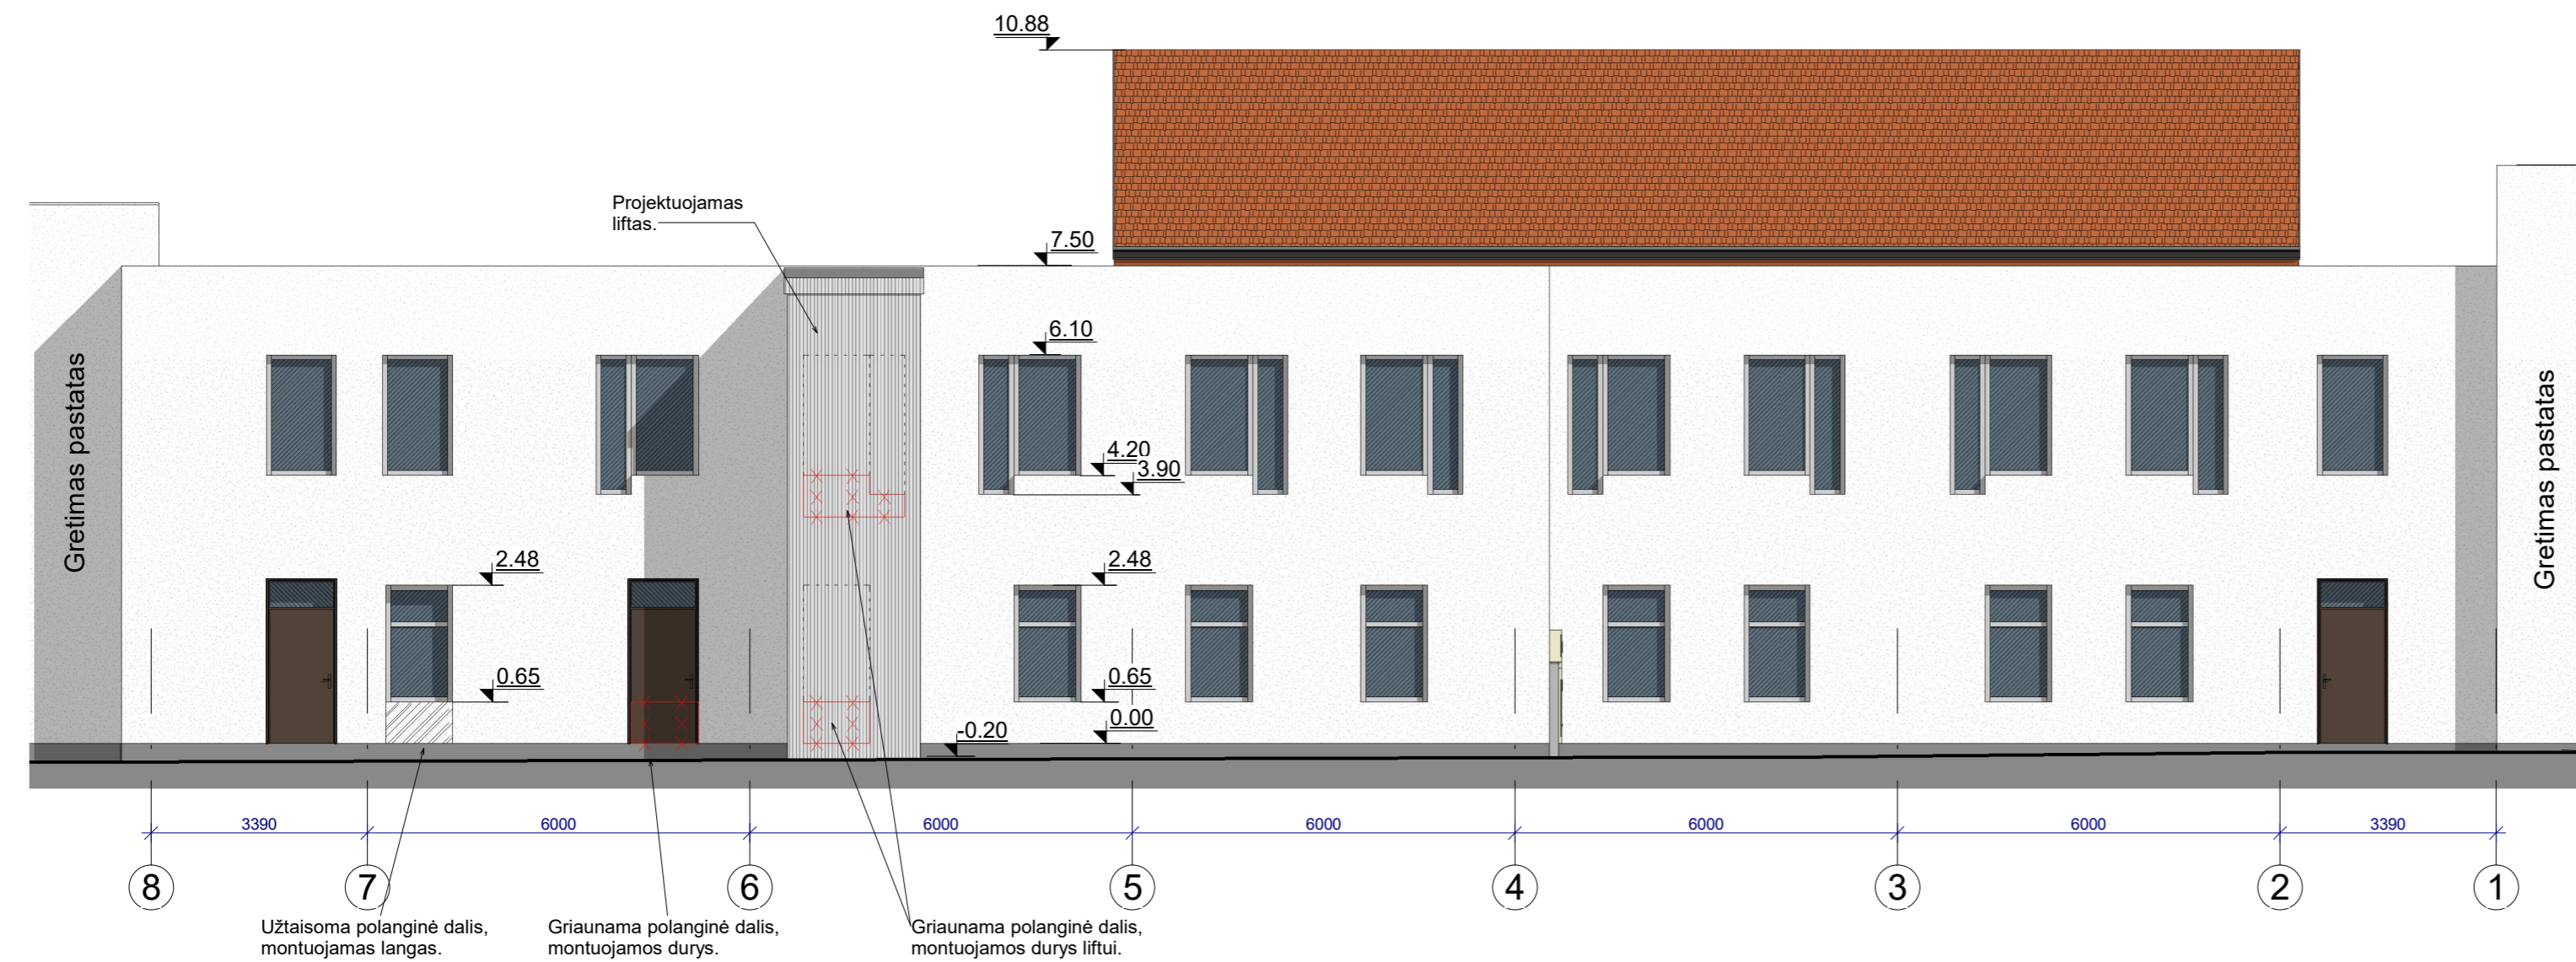 10.88
Projektuojamas
liftas.
7.50
6.10
4.20
3.90
Gretimas pastatas
Gretimas pastatas
2.48
2.48
0.65
0.65
0.00
-0.20
3390
6000
6000
6000
6000
6000
3390
8
7
6
5
4
3
2
1
Užtaisoma polanginė dalis,
montuojamas langas.
Griaunama polanginė dalis,
montuojamos durys.
Griaunama polanginė dalis,
montuojamos durys liftui.